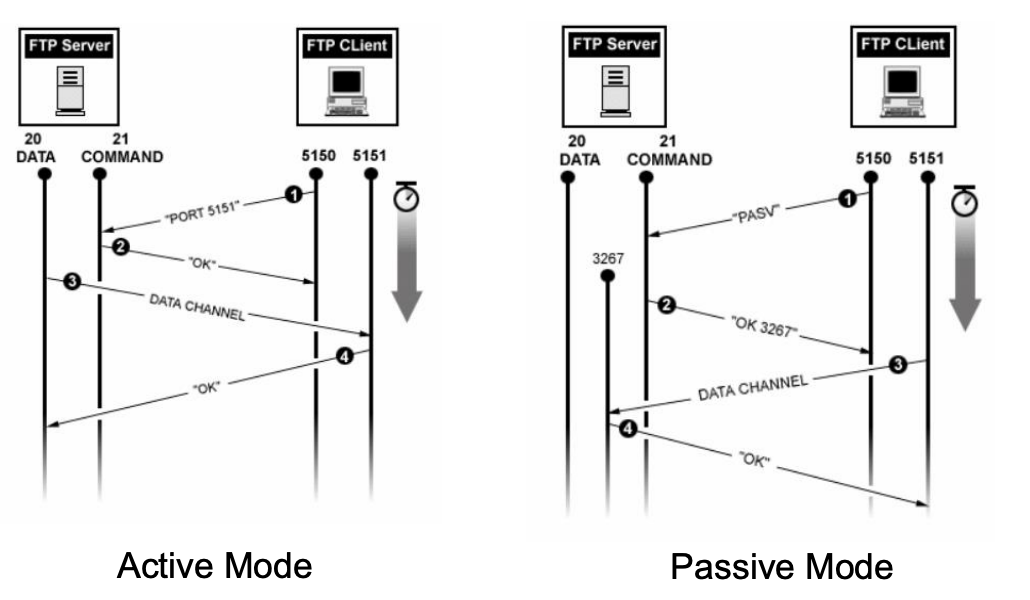 FTP Server
FTP CLient
20
DATA
21
COMMAND
5150
5151
1
"PORT 5151"
2
"OK"
3
DATA CHANNEL
4
"OK"
Active Mode
FTP Server
FTP CLient
20
DATA
21
COMMAND
5150
5151
1
"PASV"
3267
2
"OK 3267"
3
DATA CHANNEL
4
"OK"
Passive Mode